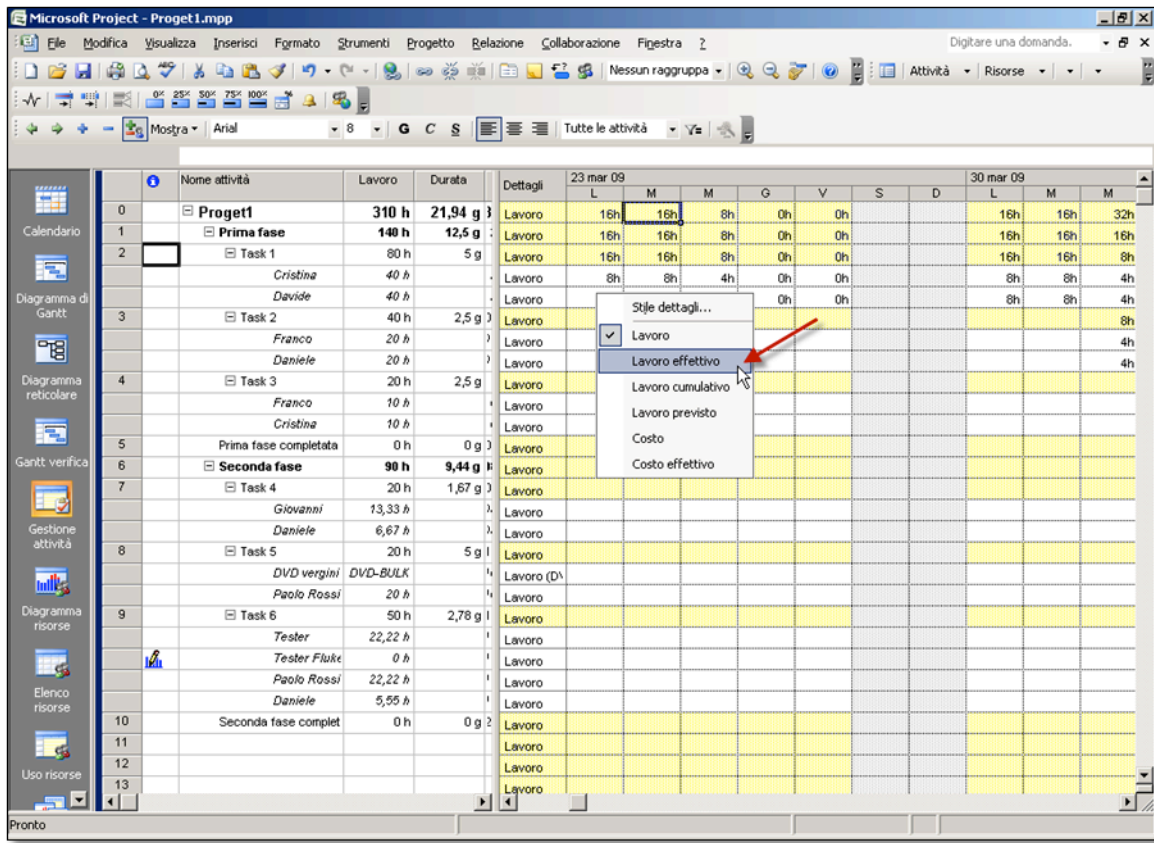 Microsoft Project - Proget1.mpp
File Modifica Visualizza Inserisci Formato Strumenti Progetto Relazione Collaborazione Finestra ? Digitare una domanda.
Nessun raggruppa Attività Risorse
0% 25% 50% 75% 100%
Mostra Arial 8 G C S Tutte le attività
Nome attività Lavoro Durata Dettagli 23 mar 09 30 mar 09
L M M G V S D L M M
0 Proget1 310 h 21,94 g Lavoro 16h 16h 8h 0h 0h 16h 16h 32h
1 Prima fase 140 h 12,5 g Lavoro 16h 16h 8h 0h 0h 16h 16h 16h
2 Task 1 80 h 5 g Lavoro 16h 16h 8h 0h 0h 16h 16h 8h
Cristina 40 h Lavoro 8h 8h 4h 0h 0h 8h 8h 4h
Davide 40 h Lavoro 0h 0h 8h 8h 4h
3 Task 2 40 h 2,5 g Lavoro 8h
Franco 20 h Lavoro 4h
Daniele 20 h Lavoro 4h
4 Task 3 20 h 2,5 g Lavoro
Franco 10 h Lavoro
Cristina 10 h Lavoro
5 Prima fase completata 0 h 0 g Lavoro
6 Seconda fase 90 h 9,44 g Lavoro
7 Task 4 20 h 1,67 g Lavoro
Giovanni 13,33 h Lavoro
Daniele 6,67 h Lavoro
8 Task 5 20 h 5 g Lavoro
DVD vergini DVD-BULK Lavoro (D\
Paolo Rossi 20 h Lavoro
9 Task 6 50 h 2,78 g Lavoro
Tester 22,22 h Lavoro
Tester Fluke 0 h Lavoro
Paolo Rossi 22,22 h Lavoro
Daniele 5,55 h Lavoro
10 Seconda fase complet 0 h 0 g Lavoro
11 Lavoro
12 Lavoro
13 Lavoro
Stile dettagli...
Lavoro
Lavoro effettivo
Lavoro cumulativo
Lavoro previsto
Costo
Costo effettivo
Calendario
Diagramma di
Gantt
Diagramma
reticolare
Gantt verifica
Gestione
attività
Diagramma
risorse
Elenco
risorse
Uso risorse
Pronto